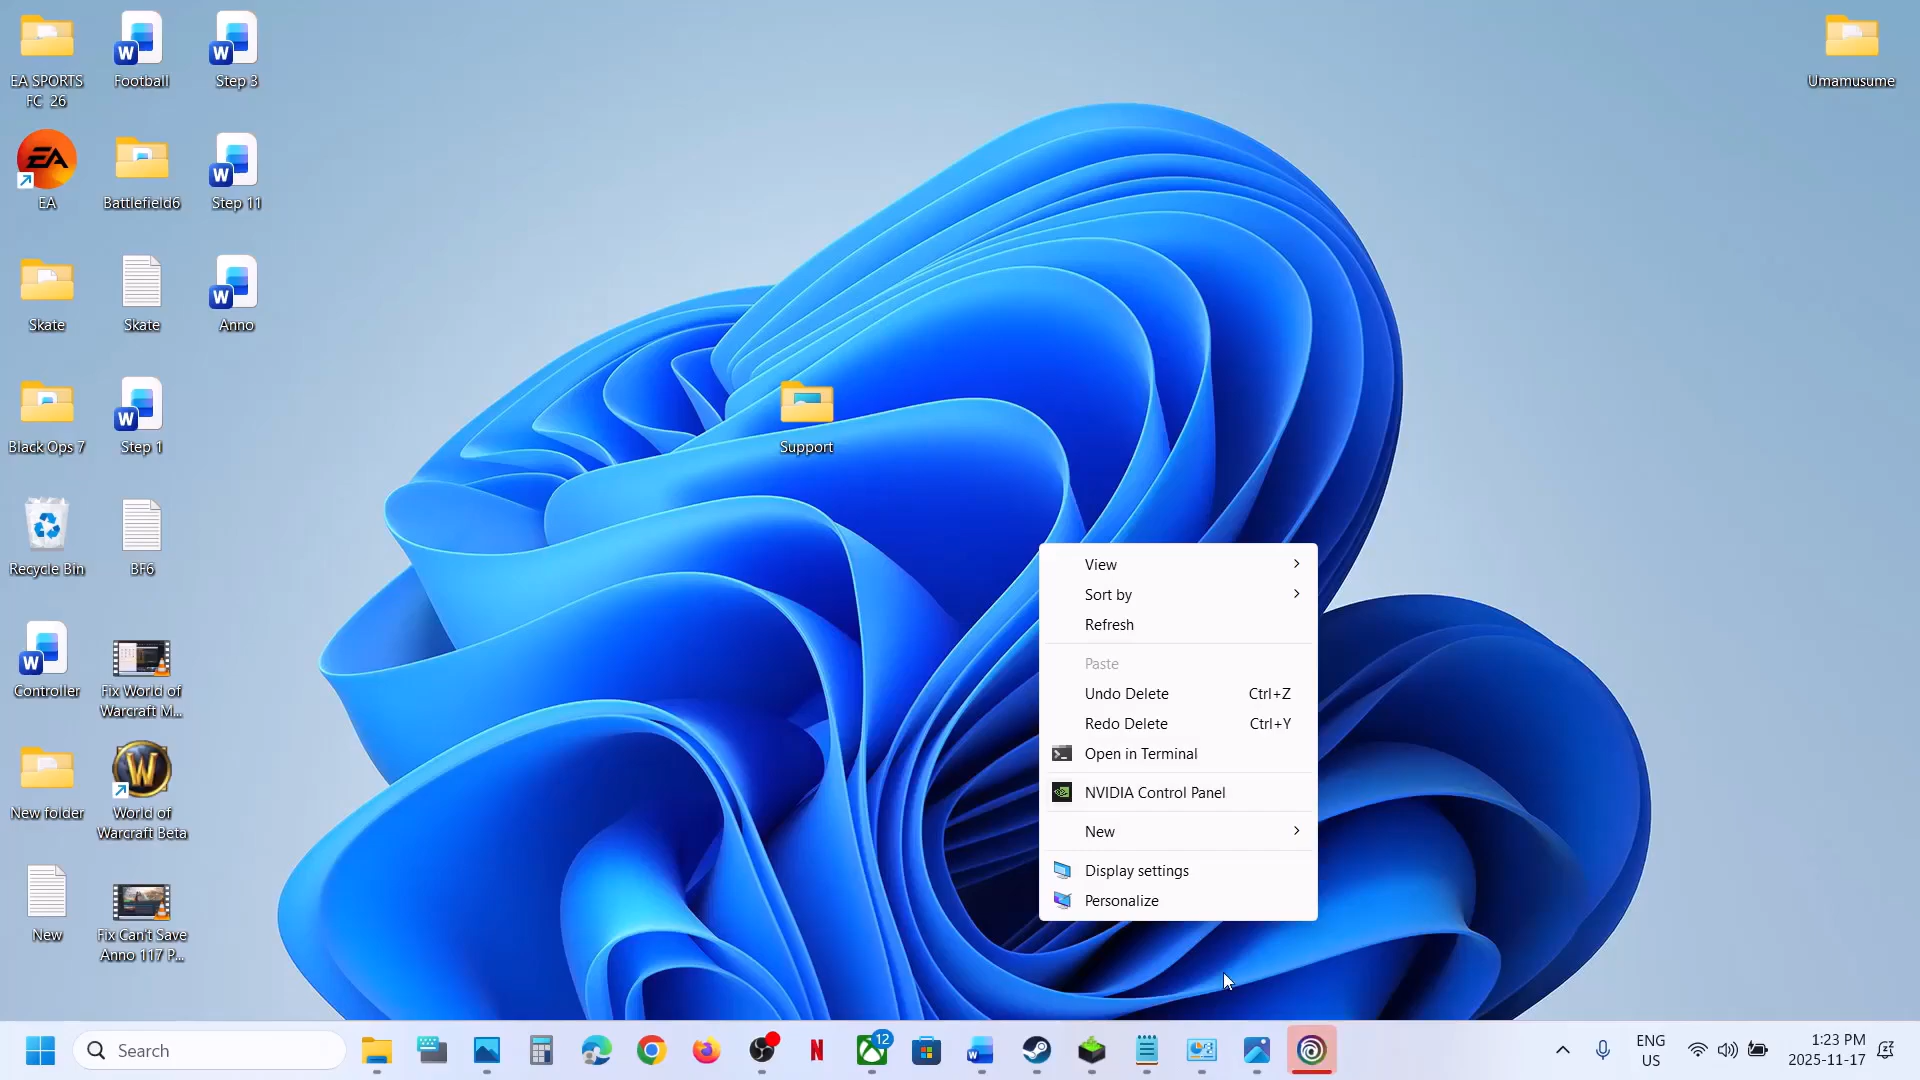 EA SPORTS
FC  26
Football
Step 3
Umamusume
EA
Battlefield6
Step 11
Skate
Skate
Anno
Black Ops 7
Step 1
Support
Recycle Bin
BF6
Controller
Fix World of
Warcraft M...
New folder
World of
Warcraft Beta
New
Fix Can't Save
Anno 117 P...
View
Sort by
Refresh
Paste
Undo Delete Ctrl+Z
Redo Delete Ctrl+Y
Open in Terminal
NVIDIA Control Panel
New
Display settings
Personalize
Search
12
ENG
US
1:23 PM
2025-11-17